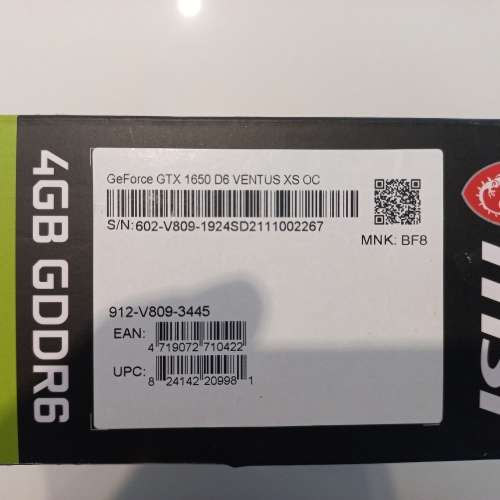 4GB GDDR6
GeForce GTX 1650 D6 VENTUS XS OC
S/N:602-V809-1924SD2111002267
MNK: BF8
912-V809-3445
EAN:
4 719072 710422
UPC:
8 24142 20998 1
msi